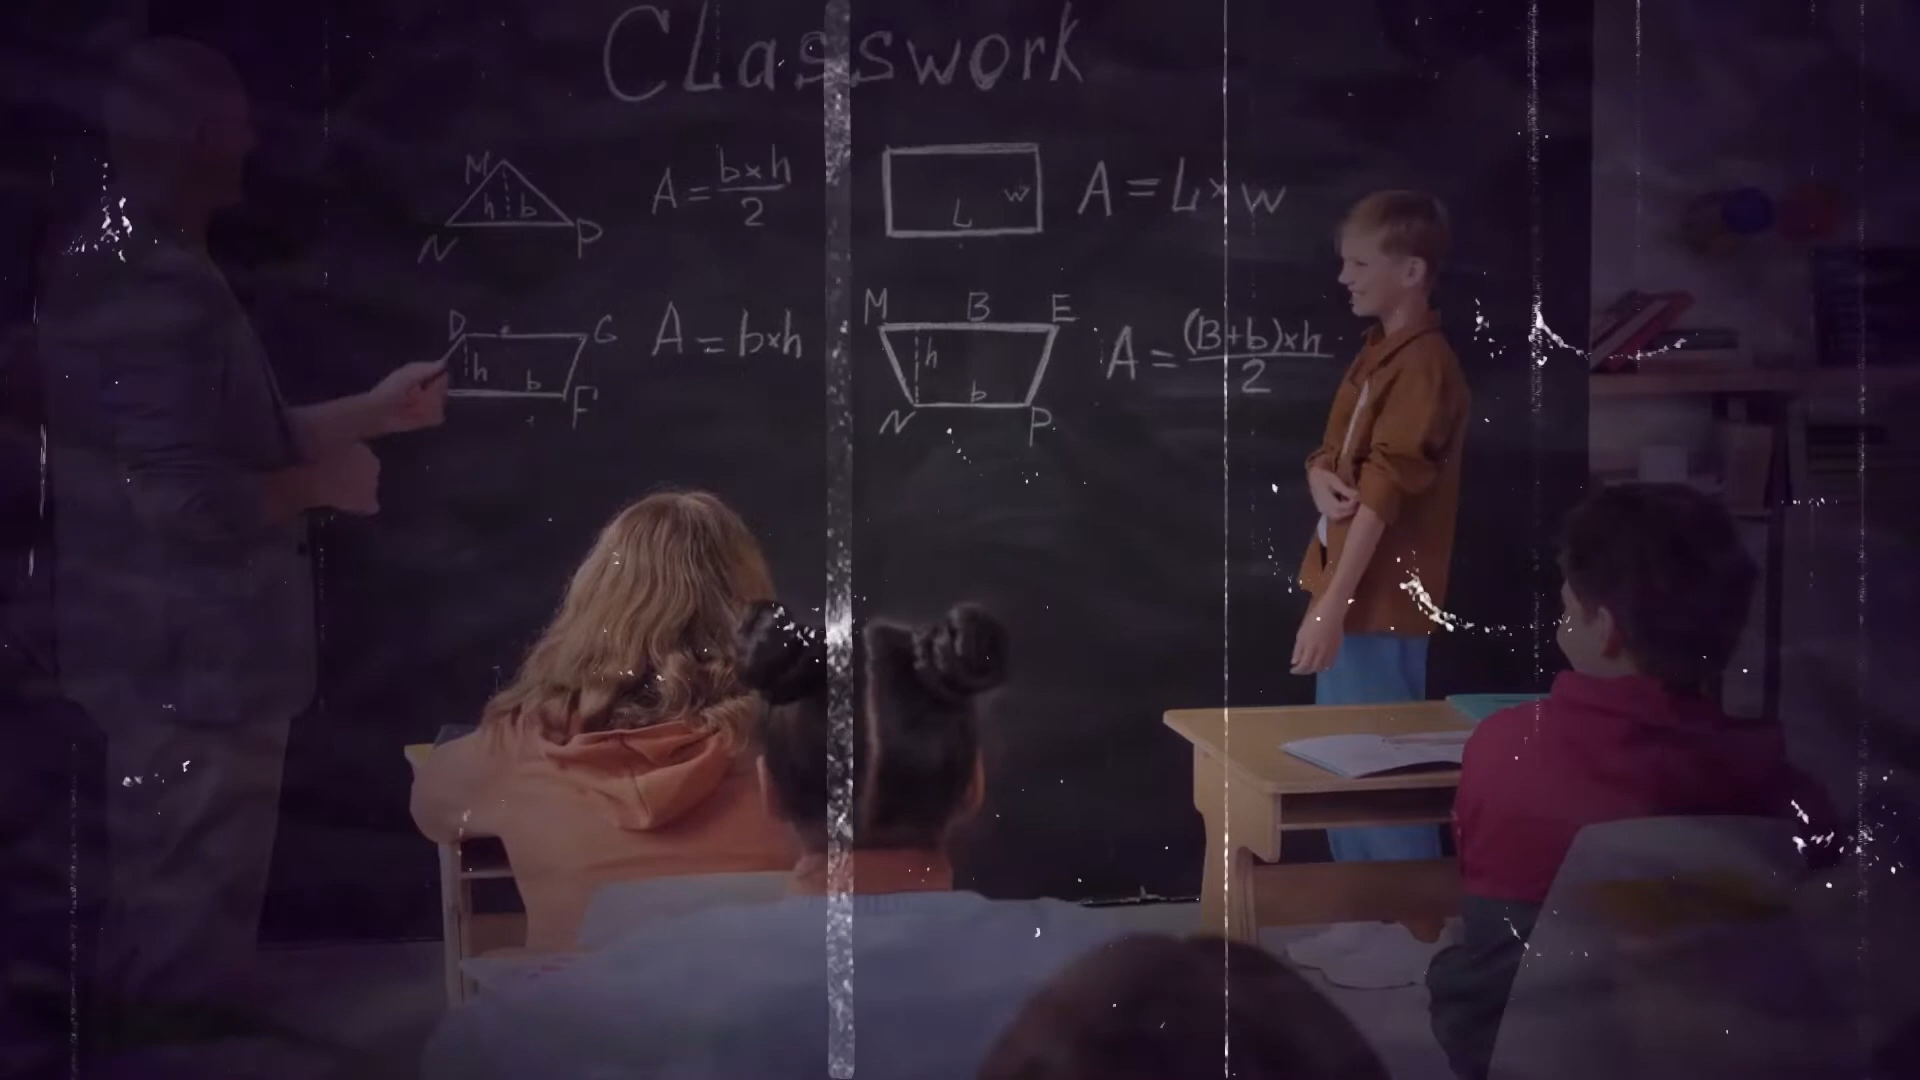 CLasswork
M
h b
N P
A = b×h / 2
L w
A = L×w
D G
h b
F
A = b×h
M B E
h
b
N P
A = (B+b)×h / 2